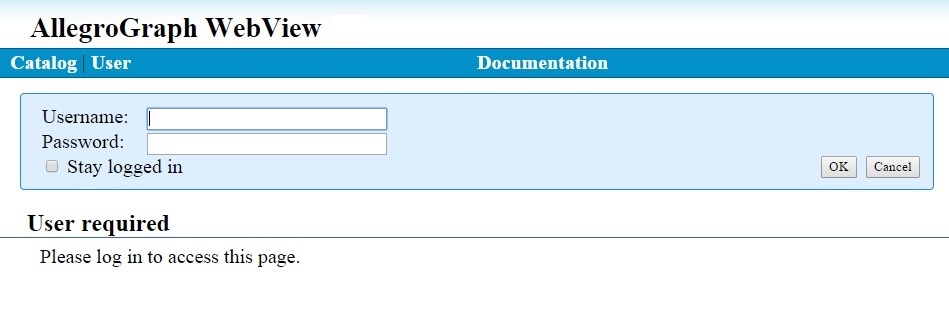 AllegroGraph WebView
Catalog | User Documentation
Username:
Password:
Stay logged in OK Cancel
User required
Please log in to access this page.